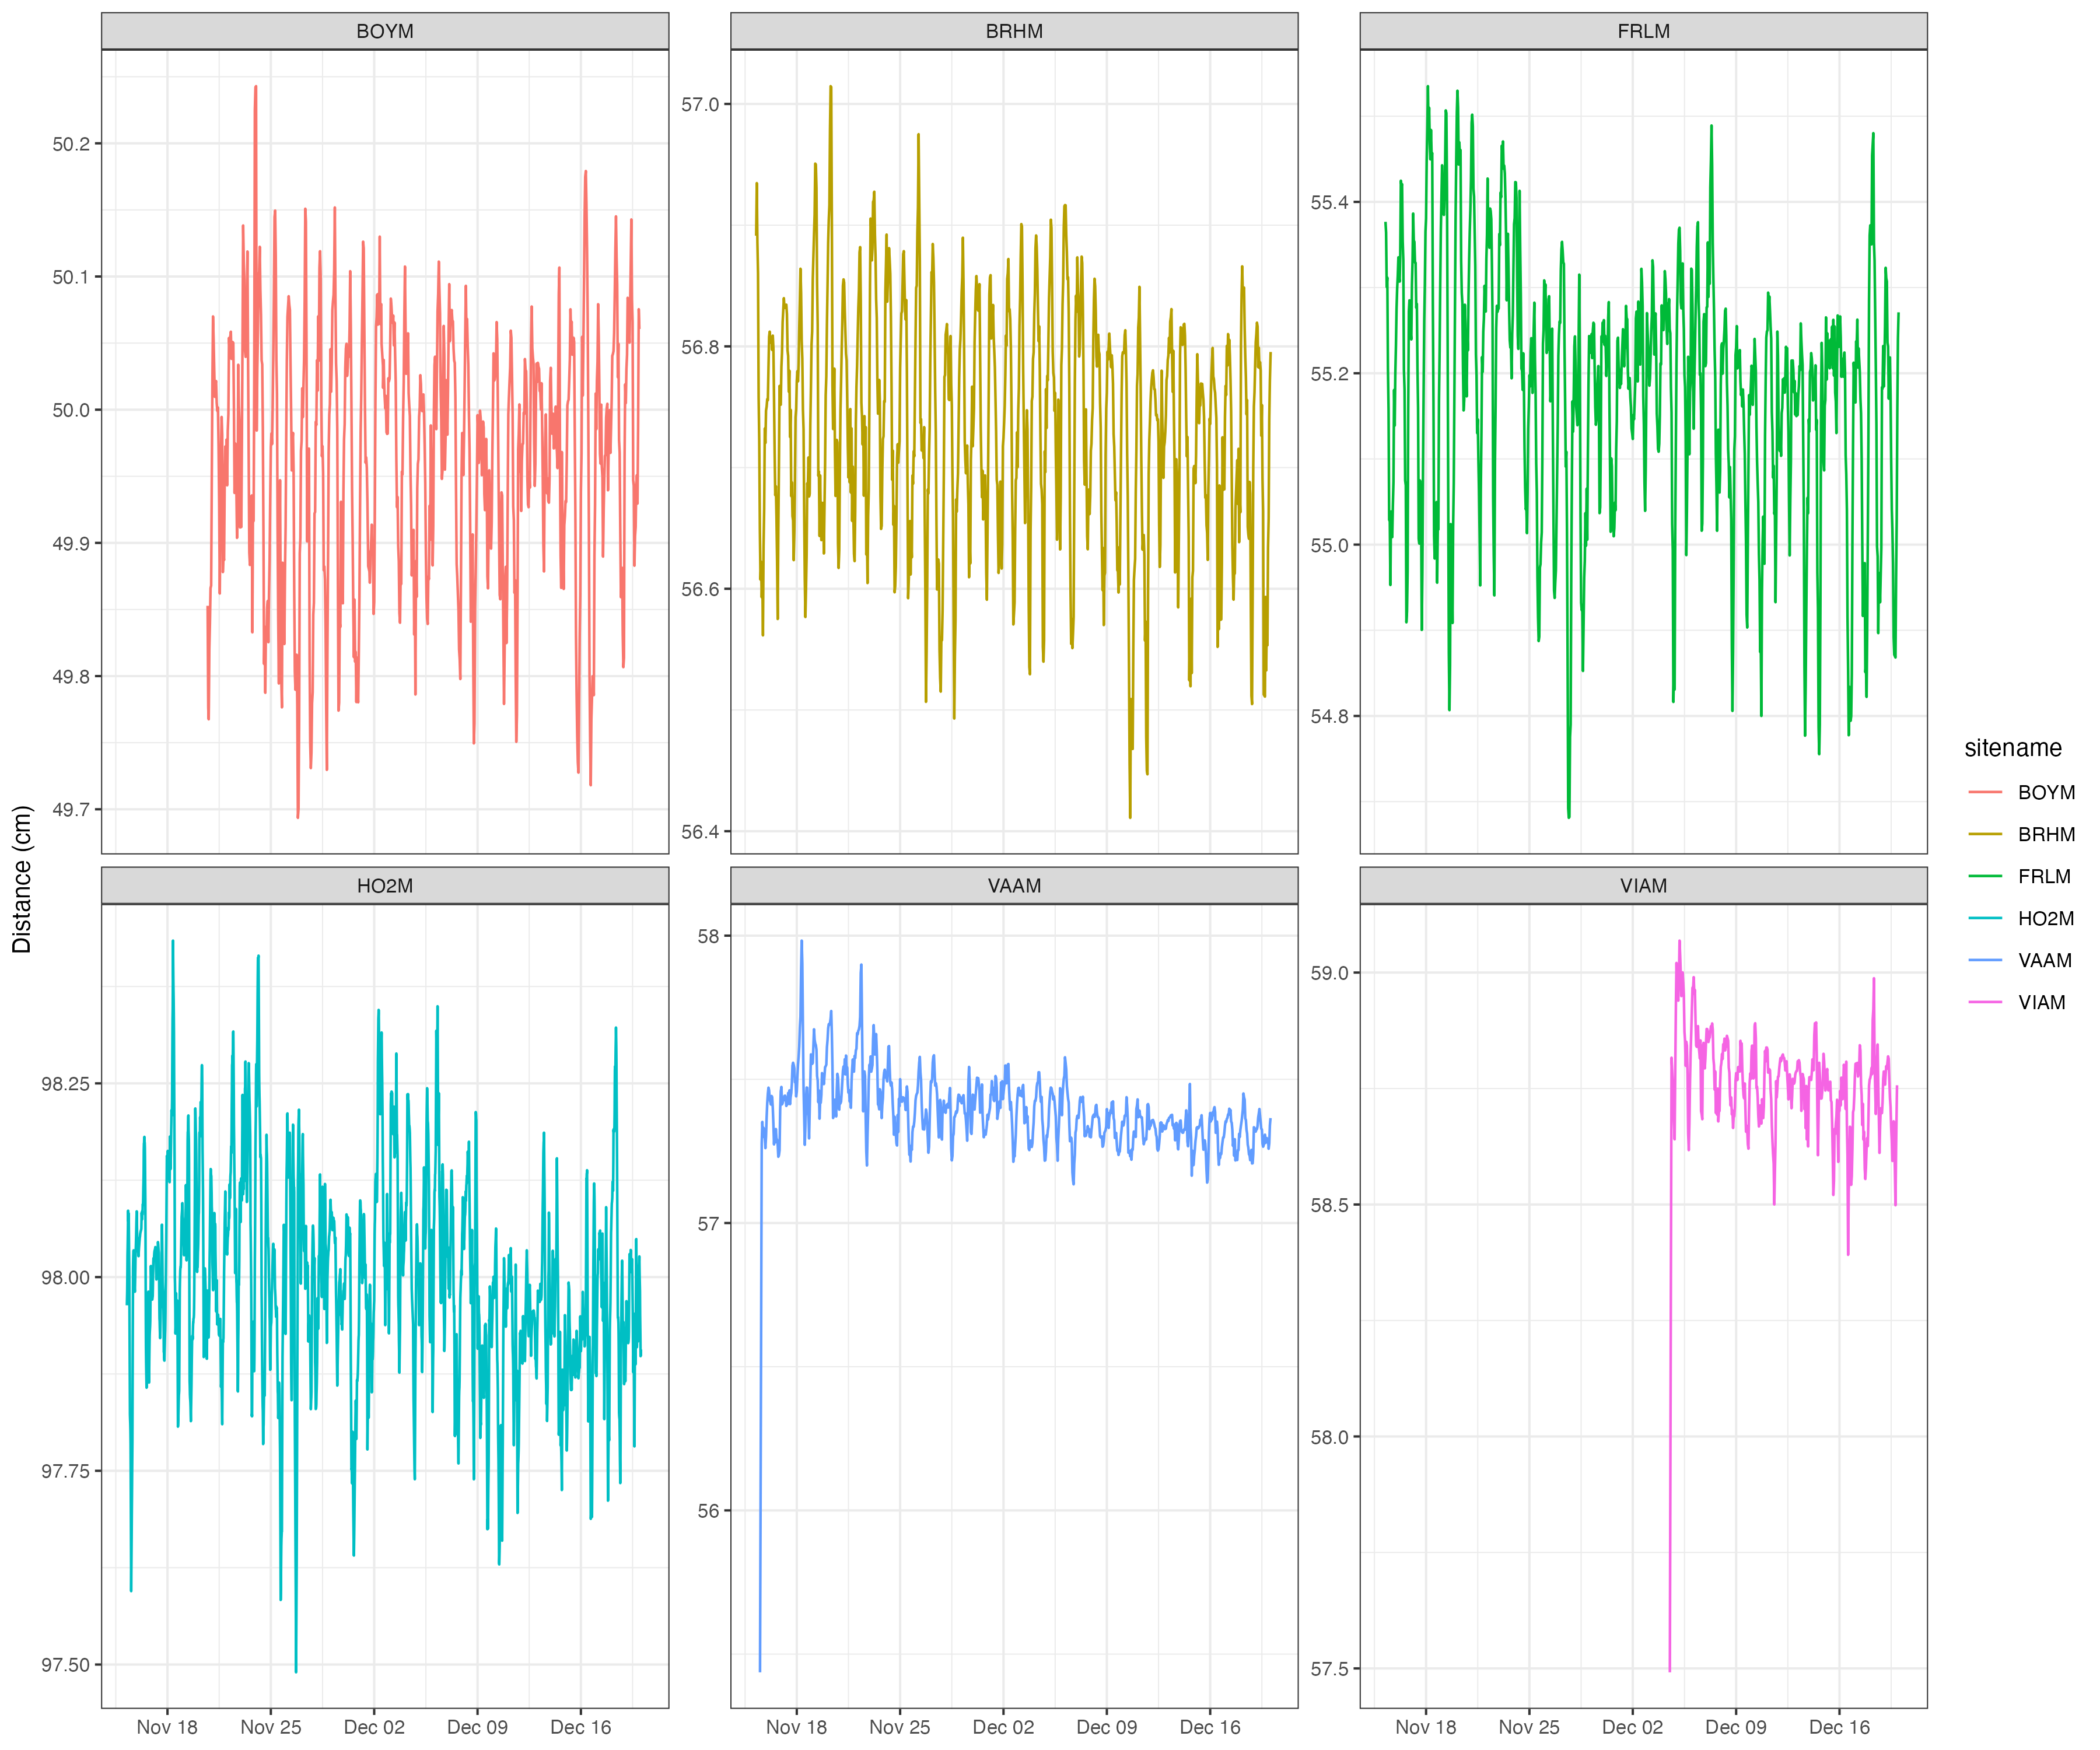 BOYM
BRHM
FRLM
50.2
50.1
50.0
49.9
49.8
49.7
57.0
56.8
56.6
56.4
55.4
55.2
55.0
54.8
Distance (cm)
HO2M
VAAM
VIAM
98.25
98.00
97.75
97.50
58
57
56
59.0
58.5
58.0
57.5
Nov 18 Nov 25 Dec 02 Dec 09 Dec 16
Nov 18 Nov 25 Dec 02 Dec 09 Dec 16
Nov 18 Nov 25 Dec 02 Dec 09 Dec 16
sitename
BOYM
BRHM
FRLM
HO2M
VAAM
VIAM